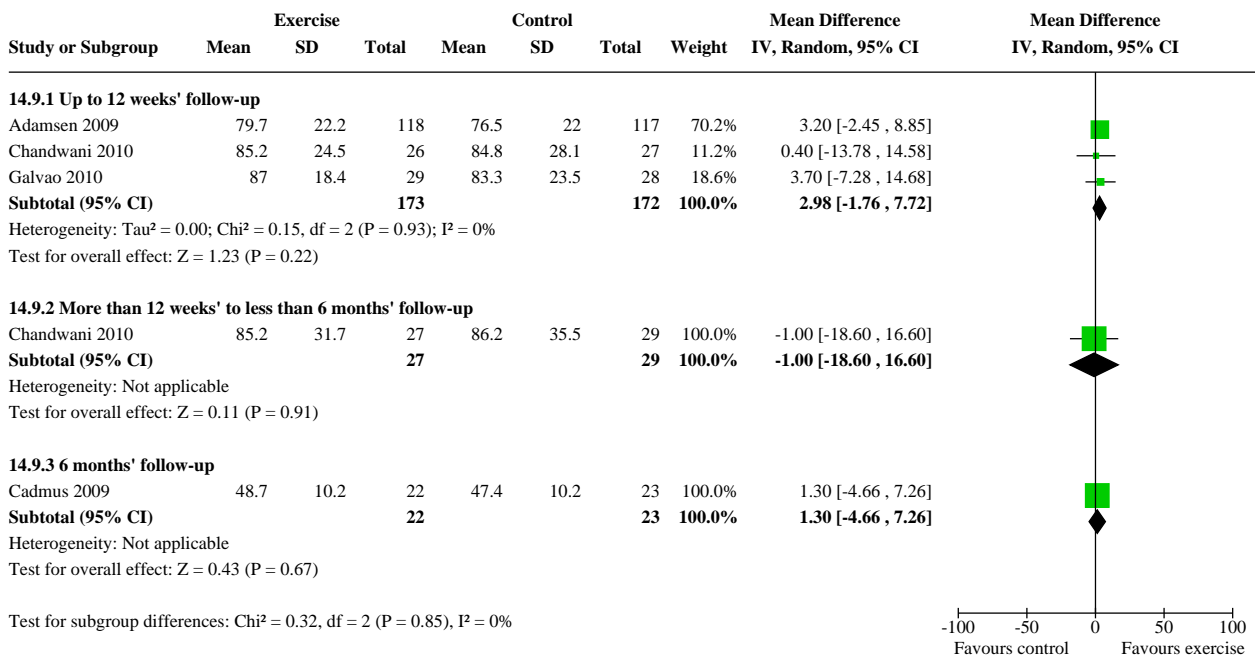 Exercise Control Mean Difference Mean Difference
Study or Subgroup Mean SD Total Mean SD Total Weight IV, Random, 95% CI IV, Random, 95% CI
14.9.1 Up to 12 weeks' follow-up
Adamsen 2009 79.7 22.2 118 76.5 22 117 70.2% 3.20 [-2.45 , 8.85]
Chandwani 2010 85.2 24.5 26 84.8 28.1 27 11.2% 0.40 [-13.78 , 14.58]
Galvao 2010 87 18.4 29 83.3 23.5 28 18.6% 3.70 [-7.28 , 14.68]
Subtotal (95% CI) 173 172 100.0% 2.98 [-1.76 , 7.72]
Heterogeneity: Tau² = 0.00; Chi² = 0.15, df = 2 (P = 0.93); I² = 0%
Test for overall effect: Z = 1.23 (P = 0.22)
14.9.2 More than 12 weeks' to less than 6 months' follow-up
Chandwani 2010 85.2 31.7 27 86.2 35.5 29 100.0% -1.00 [-18.60 , 16.60]
Subtotal (95% CI) 27 29 100.0% -1.00 [-18.60 , 16.60]
Heterogeneity: Not applicable
Test for overall effect: Z = 0.11 (P = 0.91)
14.9.3 6 months' follow-up
Cadmus 2009 48.7 10.2 22 47.4 10.2 23 100.0% 1.30 [-4.66 , 7.26]
Subtotal (95% CI) 22 23 100.0% 1.30 [-4.66 , 7.26]
Heterogeneity: Not applicable
Test for overall effect: Z = 0.43 (P = 0.67)
Test for subgroup differences: Chi² = 0.32, df = 2 (P = 0.85), I² = 0%
-100 -50 0 50 100
Favours control Favours exercise